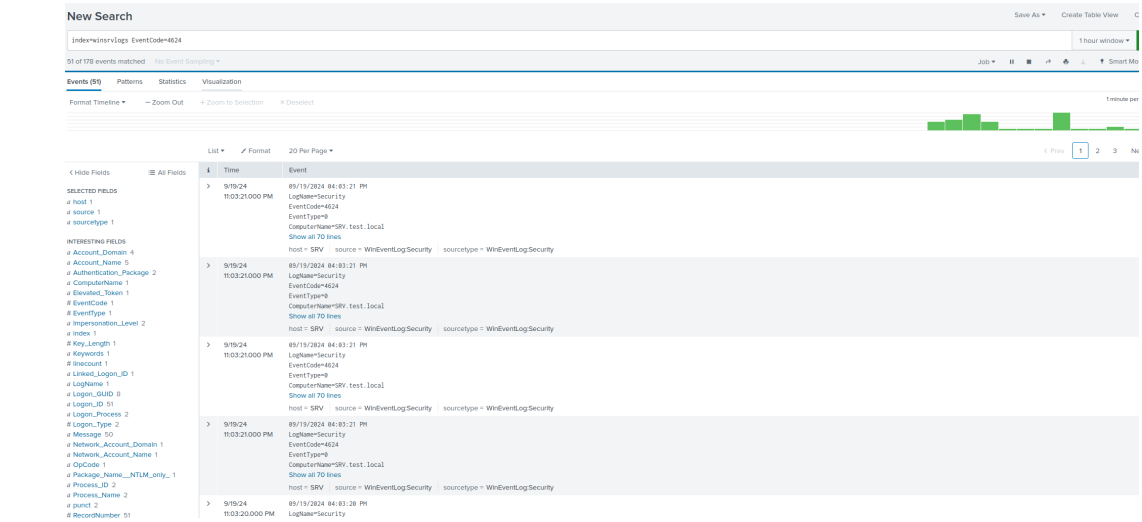 New Search
Save As ▾ Create Table View
index=winsrvlogs EventCode=4624
1 hour window ▾
51 of 178 events matched No Event Sampling ▾
Job ▾ Smart Mo
Events (51) Patterns Statistics Visualization
Format Timeline ▾ — Zoom Out + Zoom to Selection × Deselect
1 minute per
List ▾ Format 20 Per Page ▾
< Prev 1 2 3 Ne
< Hide Fields All Fields
SELECTED FIELDS
a host 1
a source 1
a sourcetype 1
INTERESTING FIELDS
a Account_Domain 4
a Account_Name 5
a Authentication_Package 2
a ComputerName 1
a Elevated_Token 1
# EventCode 1
# EventType 1
a Impersonation_Level 2
a index 1
# Key_Length 1
a Keywords 1
# linecount 1
a Linked_Logon_ID 1
a LogName 1
a Logon_GUID 8
a Logon_ID 51
a Logon_Process 2
# Logon_Type 2
a Message 50
a Network_Account_Domain 1
a Network_Account_Name 1
a OpCode 1
a Package_Name__NTLM_only_ 1
a Process_ID 2
a Process_Name 2
a punct 2
# RecordNumber 51
i Time Event
> 9/19/24 09/19/2024 04:03:21 PM
11:03:21.000 PM LogName=Security
EventCode=4624
EventType=0
ComputerName=SRV.test.local
Show all 70 lines
host = SRV source = WinEventLog:Security sourcetype = WinEventLog:Security
> 9/19/24 09/19/2024 04:03:21 PM
11:03:21.000 PM LogName=Security
EventCode=4624
EventType=0
ComputerName=SRV.test.local
Show all 70 lines
host = SRV source = WinEventLog:Security sourcetype = WinEventLog:Security
> 9/19/24 09/19/2024 04:03:21 PM
11:03:21.000 PM LogName=Security
EventCode=4624
EventType=0
ComputerName=SRV.test.local
Show all 70 lines
host = SRV source = WinEventLog:Security sourcetype = WinEventLog:Security
> 9/19/24 09/19/2024 04:03:21 PM
11:03:21.000 PM LogName=Security
EventCode=4624
EventType=0
ComputerName=SRV.test.local
Show all 70 lines
host = SRV source = WinEventLog:Security sourcetype = WinEventLog:Security
> 9/19/24 09/19/2024 04:03:20 PM
11:03:20.000 PM LogName=Security